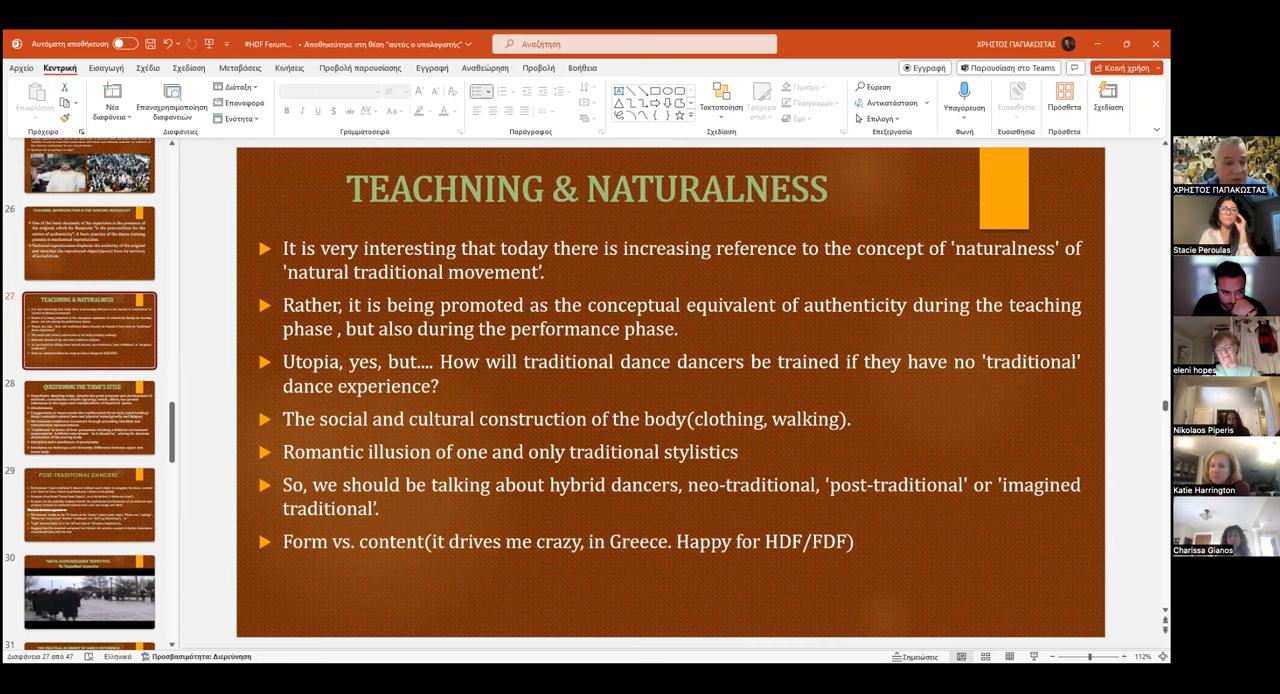 Αυτόματη αποθήκευση
#HDF Forum... • Αποθηκεύτηκε στη θέση "αυτός ο υπολογιστής"
Αναζήτηση
ΧΡΗΣΤΟΣ ΠΑΠΑΚΩΣΤΑΣ
Αρχείο Κεντρική Εισαγωγή Σχέδιο Σχεδίαση Μεταβάσεις Κινήσεις Προβολή παρουσίασης Εγγραφή Αναθεώρηση Προβολή Βοήθεια
Εγγραφή Παρουσίαση στο Teams Κοινή χρήση
Επικόλληση
Νέα διαφάνεια
Επαναχρησιμοποίηση διαφανειών
Διάταξη
Επαναφορά
Ενότητα
20
Τακτοποίηση
Γρήγορα στυλ
Γέμισμα
Περίγραμμα
Εφέ
Εύρεση
Αντικατάσταση
Επιλογή
Υπαγόρευση
Ευαισθησία
Πρόσθετα
Σχεδίαση
Πρόχειρο Διαφάνειες Γραμματοσειρά Παράγραφος Σχεδίαση Επεξεργασία Φωνή Ευαισθησία Πρόσθετα
26
27
TEACHNING & NATURALNESS
28
QUESTIONING THE TODAY'S STYLE
29
POST-TRADITIONAL DANCERS
30
31
TEACHNING & NATURALNESS
It is very interesting that today there is increasing reference to the concept of 'naturalness' of
'natural traditional movement'.
Rather, it is being promoted as the conceptual equivalent of authenticity during the teaching
phase , but also during the performance phase.
Utopia, yes, but.... How will traditional dance dancers be trained if they have no 'traditional'
dance experience?
The social and cultural construction of the body(clothing, walking).
Romantic illusion of one and only traditional stylistics
So, we should be talking about hybrid dancers, neo-traditional, 'post-traditional' or 'imagined
traditional'.
Form vs. content(it drives me crazy, in Greece. Happy for HDF/FDF)
ΧΡΗΣΤΟΣ ΠΑΠΑΚΩΣΤΑΣ
Stacie Peroulas
eleni hopes
Nikolaos Piperis
Katie Harrington
Charissa Gianos
Διαφάνεια 27 από 47
Ελληνικά
Προσβασιμότητα: Διερεύνηση
Σημειώσεις
112%